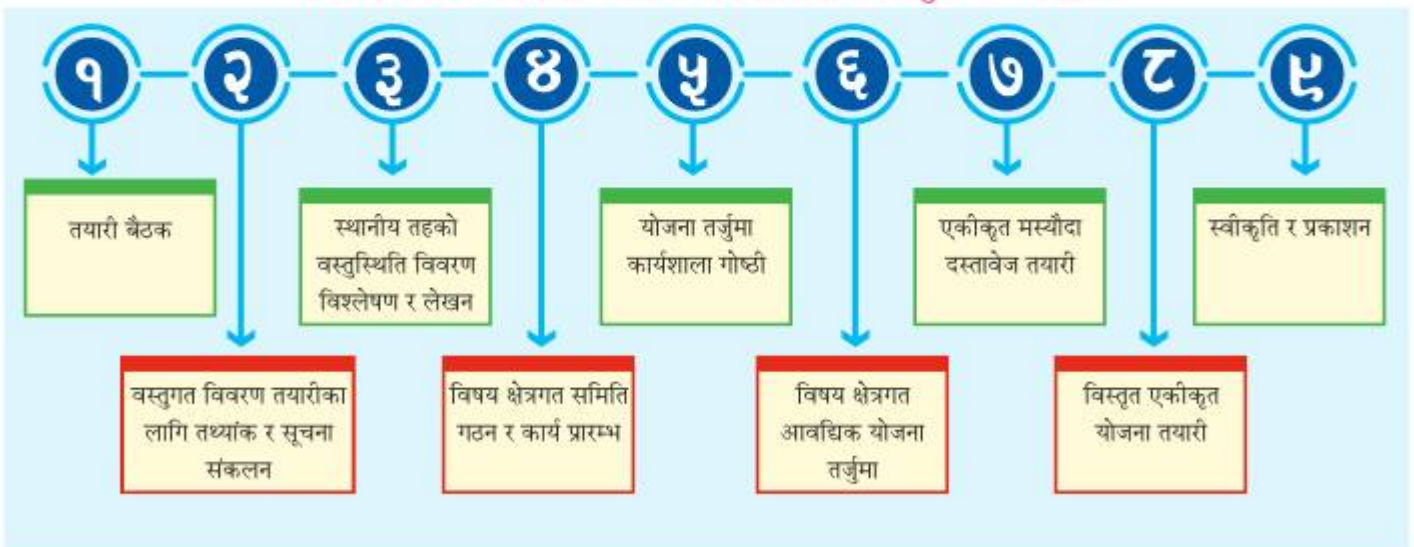 १
२
३
४
५
६
७
८
९
तयारी बैठक
वस्तुगत विवरण तयारीका
लागि तथ्यांक र सूचना
संकलन
स्थानीय तहको
वस्तुस्थिति विवरण
विश्लेषण र लेखन
विषय क्षेत्रगत समिति
गठन र कार्य प्रारम्भ
योजना तर्जुमा
कार्यशाला गोष्ठी
विषय क्षेत्रगत
आवद्यिक योजना
तर्जुमा
एकीकृत मस्यौदा
दस्तावेज तयारी
विस्तृत एकीकृत
योजना तयारी
स्वीकृति र प्रकाशन